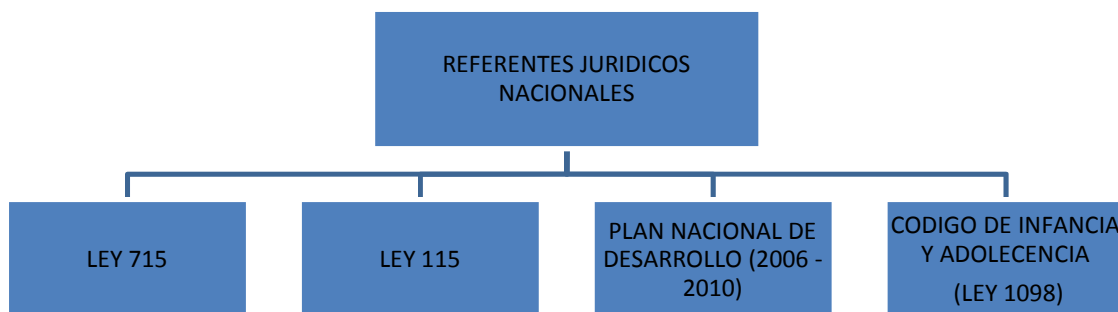 REFERENTES JURIDICOS
NACIONALES
LEY 715
LEY 115
PLAN NACIONAL DE
DESARROLLO (2006 -
2010)
CODIGO DE INFANCIA
Y ADOLECENCIA
(LEY 1098)